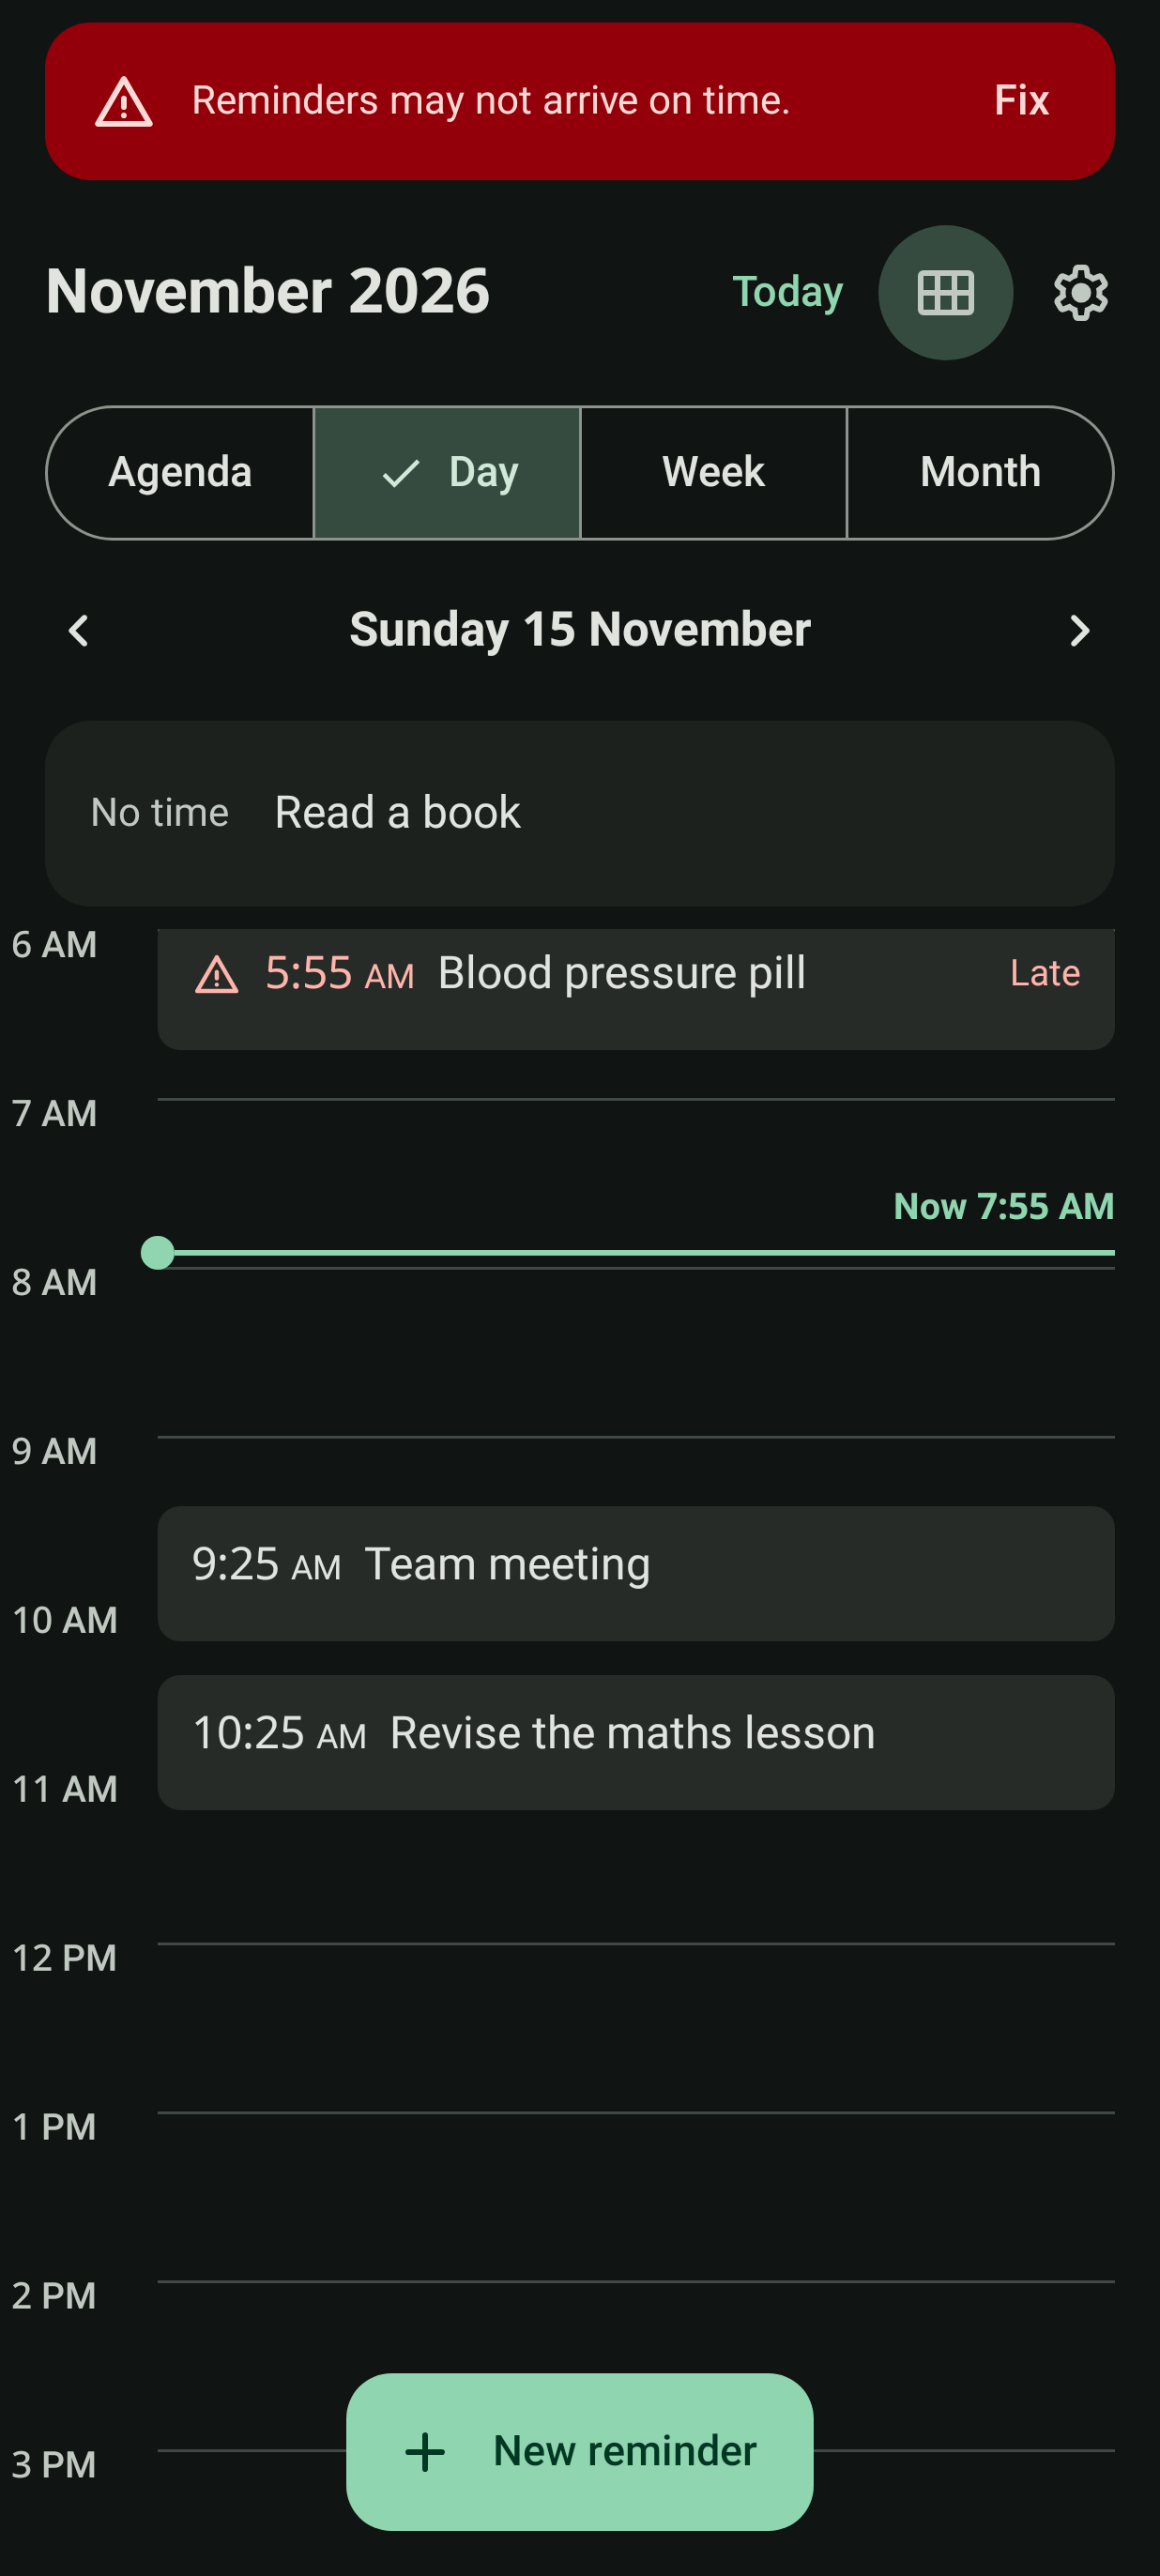 Reminders may not arrive on time. Fix
November 2026 Today
Agenda Day Week Month
Sunday 15 November
No time Read a book
6 AM
5:55 AM Blood pressure pill Late
7 AM
Now 7:55 AM
8 AM
9 AM
9:25 AM Team meeting
10 AM
10:25 AM Revise the maths lesson
11 AM
12 PM
1 PM
2 PM
New reminder
3 PM